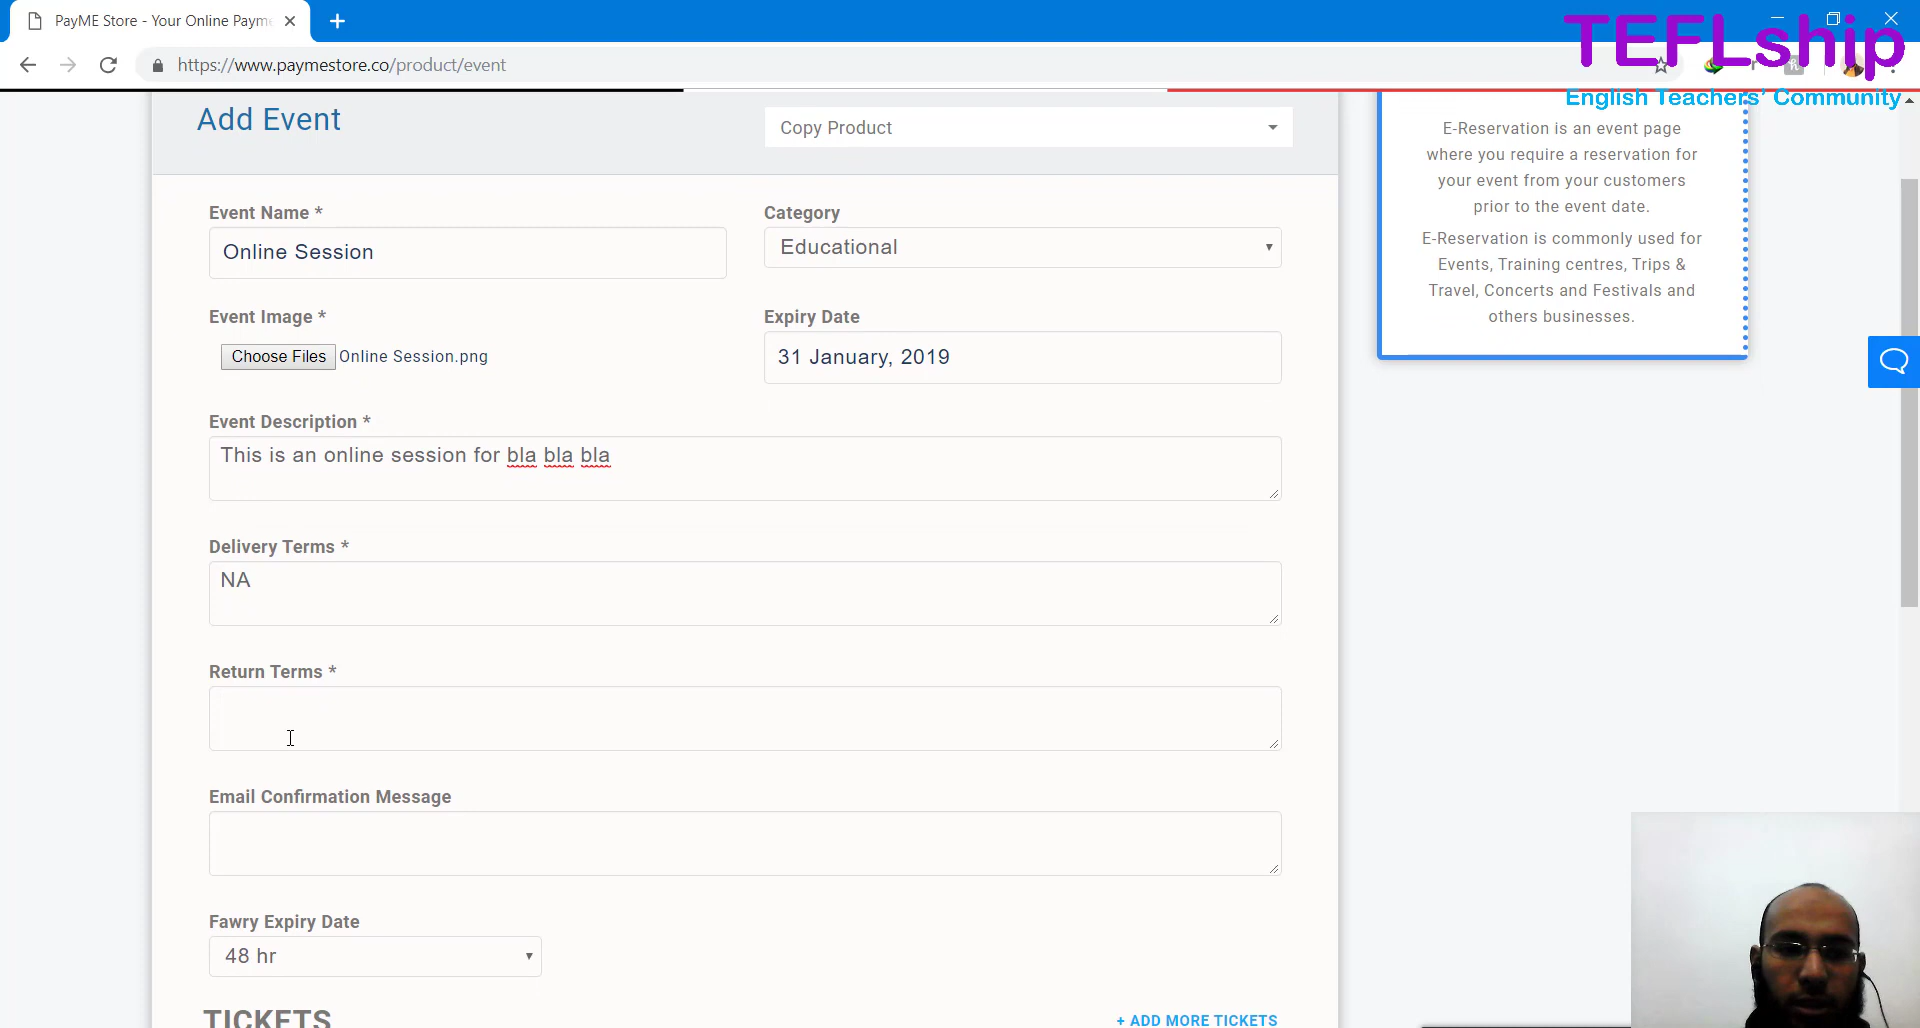 PayME Store - Your Online Payme
TEFLship
https://www.paymestore.co/product/event
English Teachers' Community
Add Event
Copy Product
E-Reservation is an event page
where you require a reservation for
your event from your customers
prior to the event date.
E-Reservation is commonly used for
Events, Training centres, Trips &
Travel, Concerts and Festivals and
others businesses.
Event Name *
Category
Online Session
Educational
Event Image *
Expiry Date
Choose Files Online Session.png
31 January, 2019
Event Description *
This is an online session for bla bla bla
Delivery Terms *
NA
Return Terms *
Email Confirmation Message
Fawry Expiry Date
48 hr
TICKETS
+ ADD MORE TICKETS